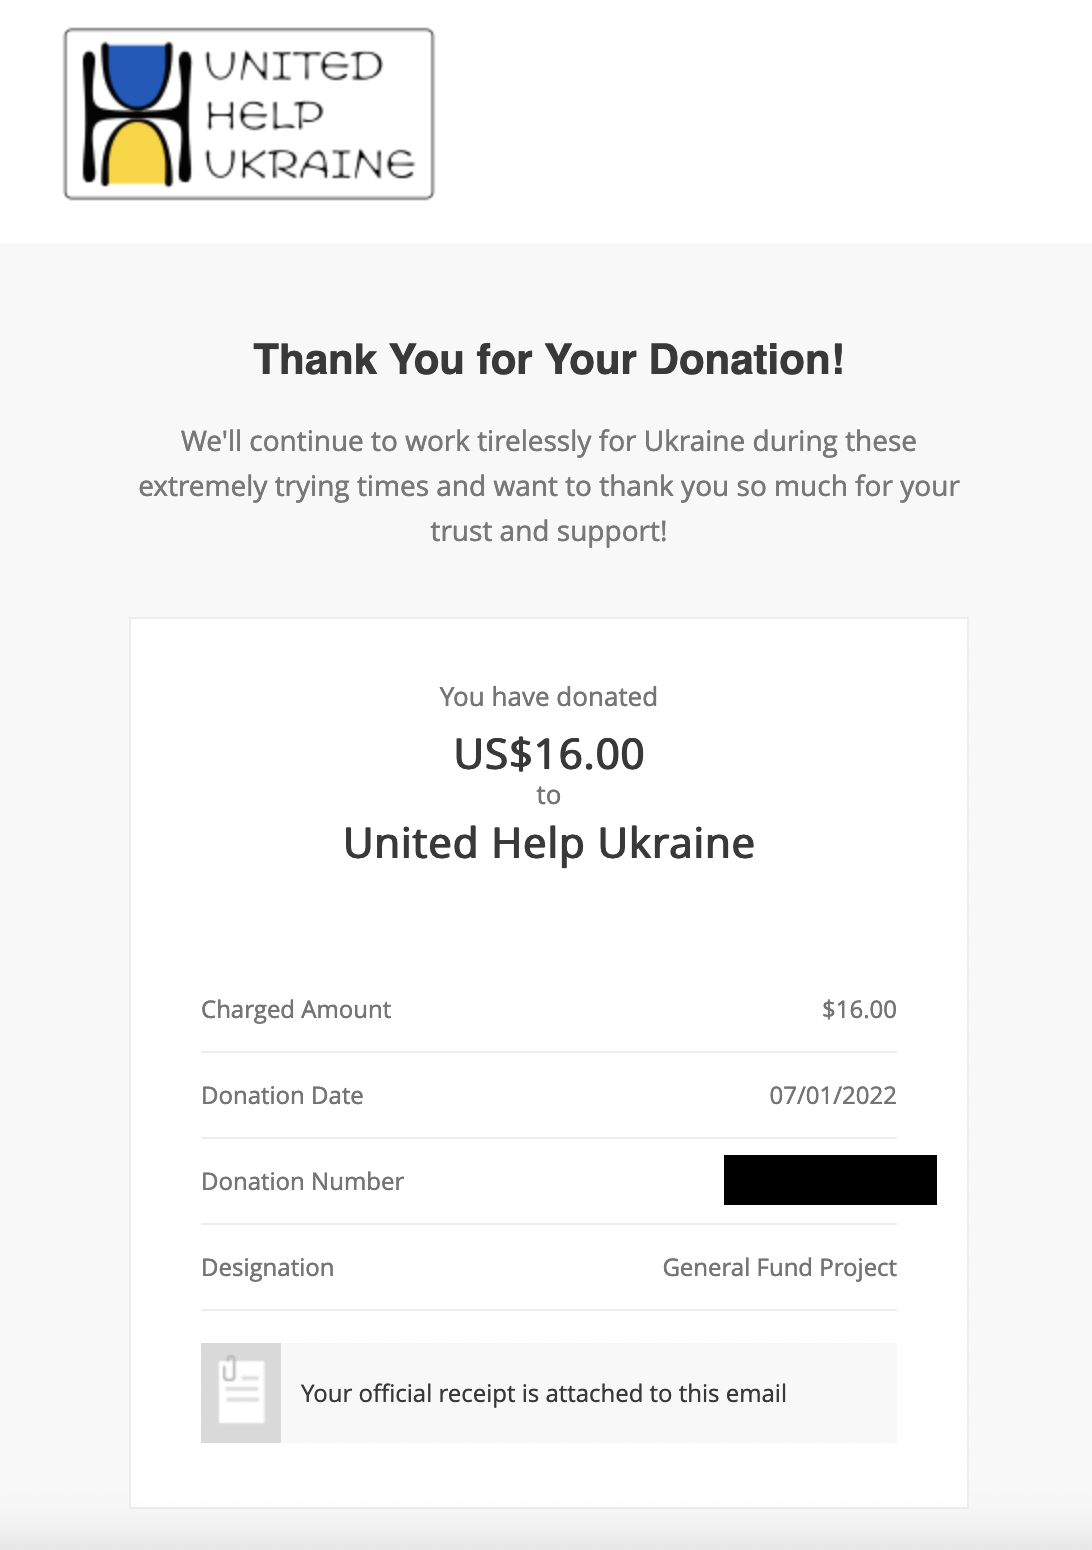 UNITED
HELP
UKRAINE
Thank You for Your Donation!
We'll continue to work tirelessly for Ukraine during these
extremely trying times and want to thank you so much for your
trust and support!
You have donated
US$16.00
to
United Help Ukraine
Charged Amount $16.00
Donation Date 07/01/2022
Donation Number
Designation General Fund Project
Your official receipt is attached to this email